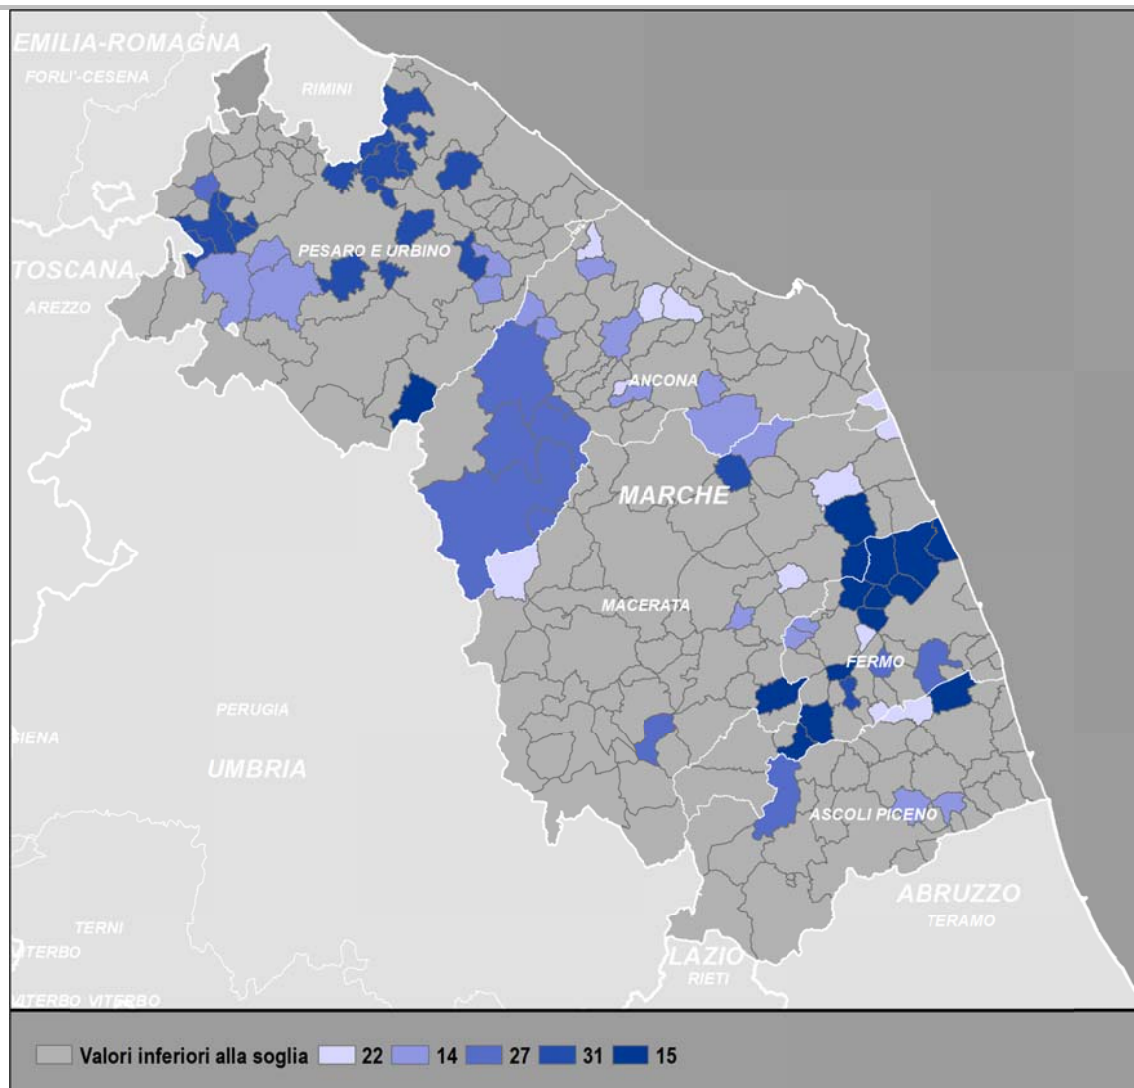 EMILIA-ROMAGNA
FORLI'-CESENA
RIMINI
PESARO E URBINO
TOSCANA
AREZZO
ANCONA
MARCHE
MACERATA
FERMO
PERUGIA
SIENA
UMBRIA
ASCOLI PICENO
ABRUZZO
TERAMO
TERNI
VITERBO
LAZIO
RIETI
VITERBO VITERBO
Valori inferiori alla soglia 22 14 27 31 15